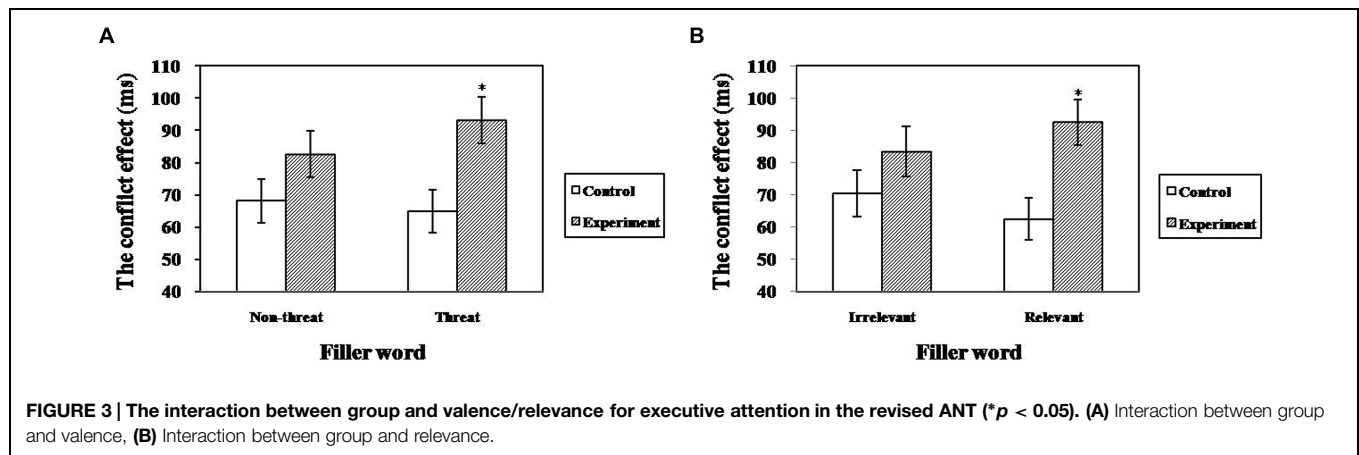 A
The conflict effect (ms)
110
100
90
80
70
60
50
40
*
Non-threat
Threat
Filler word
Control
Experiment
B
The conflict effect (ms)
110
100
90
80
70
60
50
40
*
Irrelevant
Relevant
Filler word
Control
Experiment
FIGURE 3 | The interaction between group and valence/relevance for executive attention in the revised ANT (*p < 0.05). (A) Interaction between group
and valence, (B) Interaction between group and relevance.